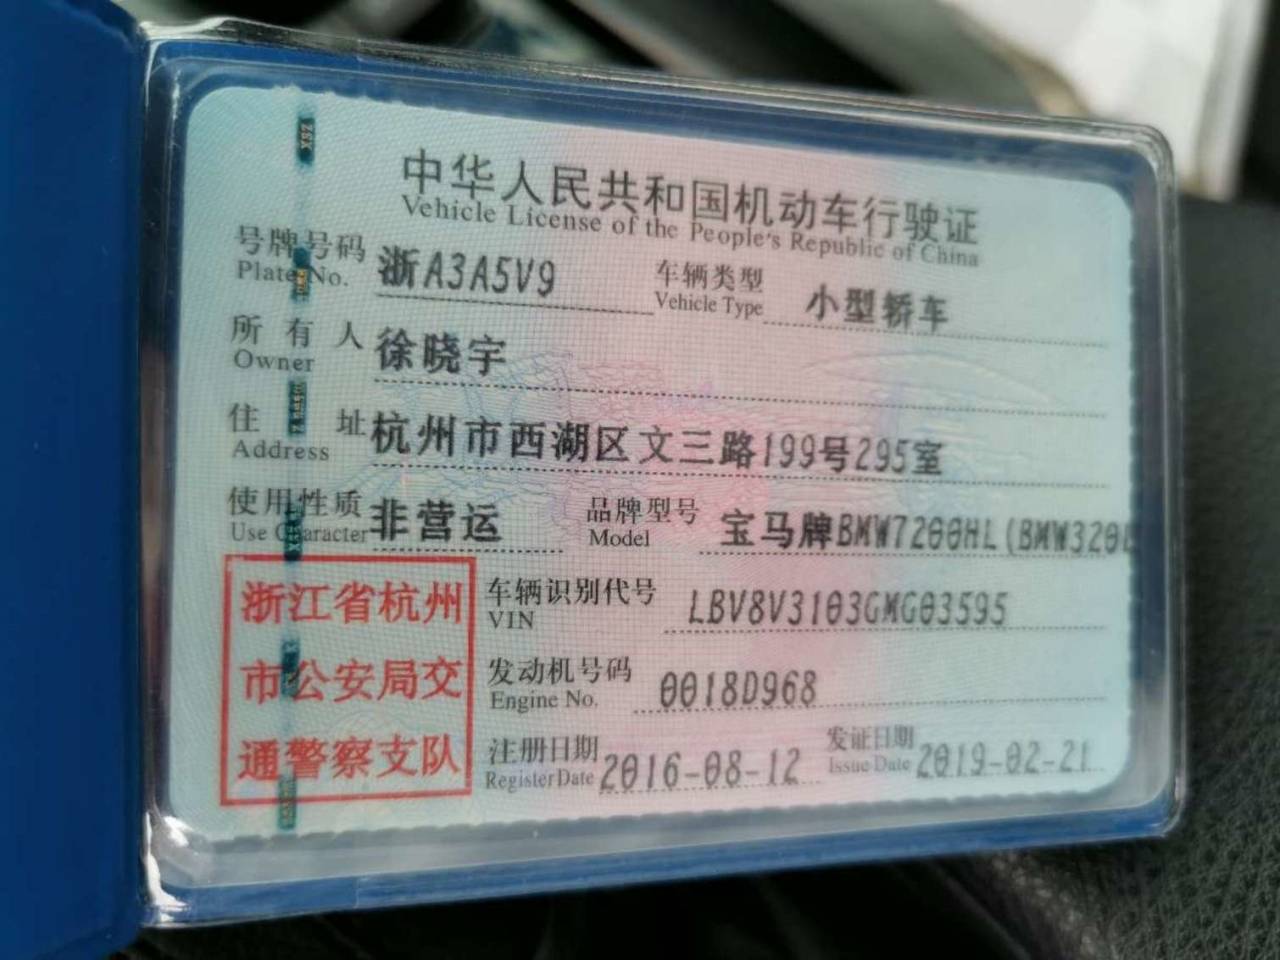 中华人民共和国机动车行驶证
Vehicle License of the People's Republic of China
号牌号码 浙A3A5V9 车辆类型 小型轿车
Plate No. Vehicle Type
所有人 徐晓宇
Owner
住址 杭州市西湖区文三路199号295室
Address
使用性质 非营运 品牌型号 宝马牌BMW7200HL(BMW320L
Use Character Model
浙江省杭州
市公安局交
通警察支队
车辆识别代号 LBV8V3103GMG03595
VIN
发动机号码 0018D968
Engine No.
注册日期 2016-08-12 发证日期 2019-02-21
Register Date Issue Date